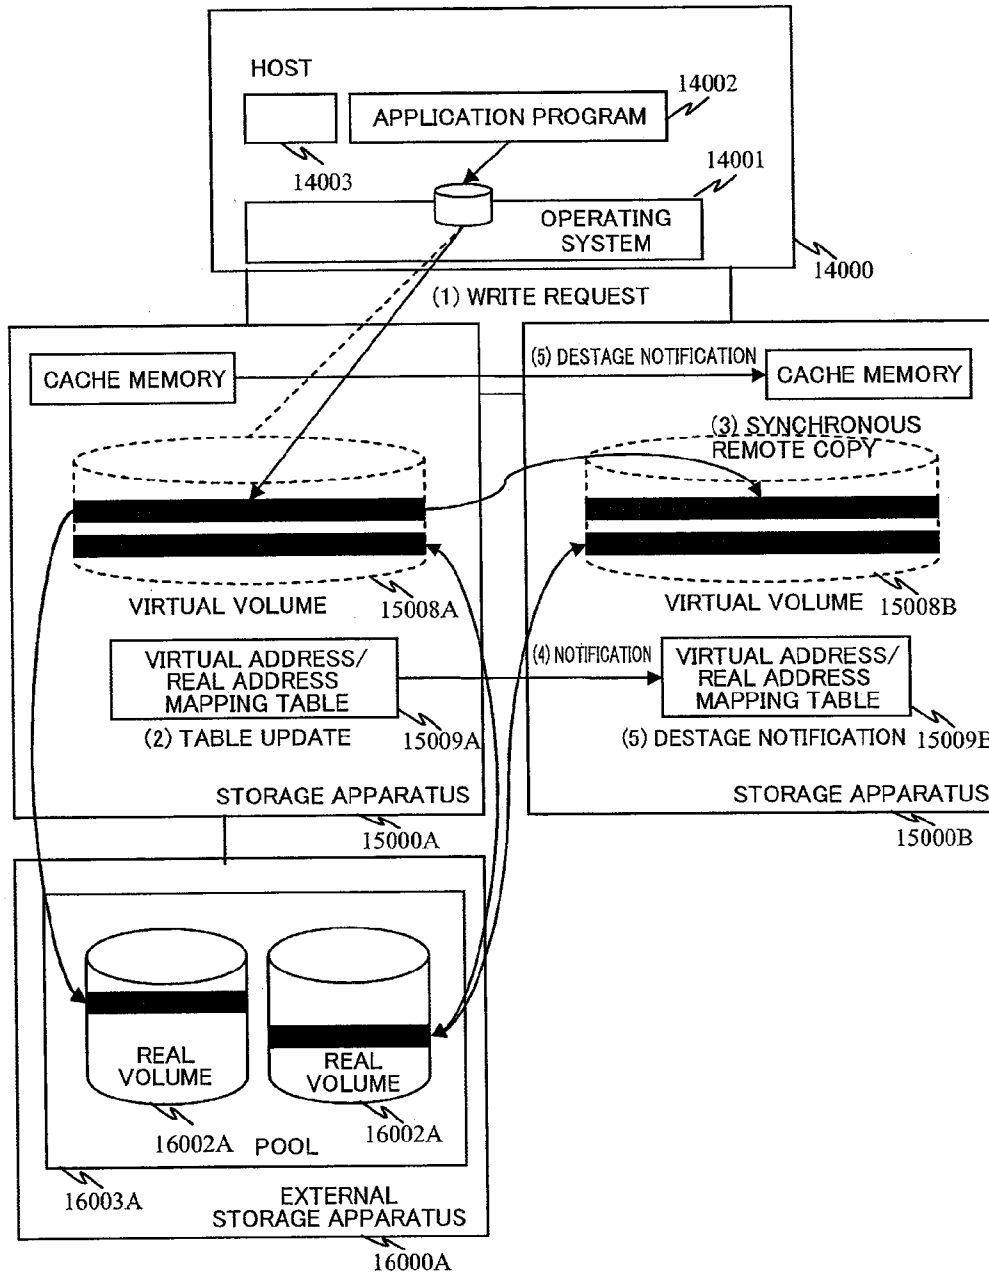 HOST
14002
APPLICATION PROGRAM
14003
14001
OPERATING
SYSTEM
14000
(1) WRITE REQUEST
CACHE MEMORY
(5) DESTAGE NOTIFICATION
CACHE MEMORY
(3) SYNCHRONOUS
REMOTE COPY
VIRTUAL VOLUME
15008A
VIRTUAL VOLUME
15008B
VIRTUAL ADDRESS/
REAL ADDRESS
MAPPING TABLE
(4) NOTIFICATION
VIRTUAL ADDRESS/
REAL ADDRESS
MAPPING TABLE
(2) TABLE UPDATE
15009A
(5) DESTAGE NOTIFICATION
15009B
STORAGE APPARATUS
15000A
STORAGE APPARATUS
15000B
REAL
VOLUME
REAL
VOLUME
16002A
16002A
POOL
16003A
EXTERNAL
STORAGE APPARATUS
16000A